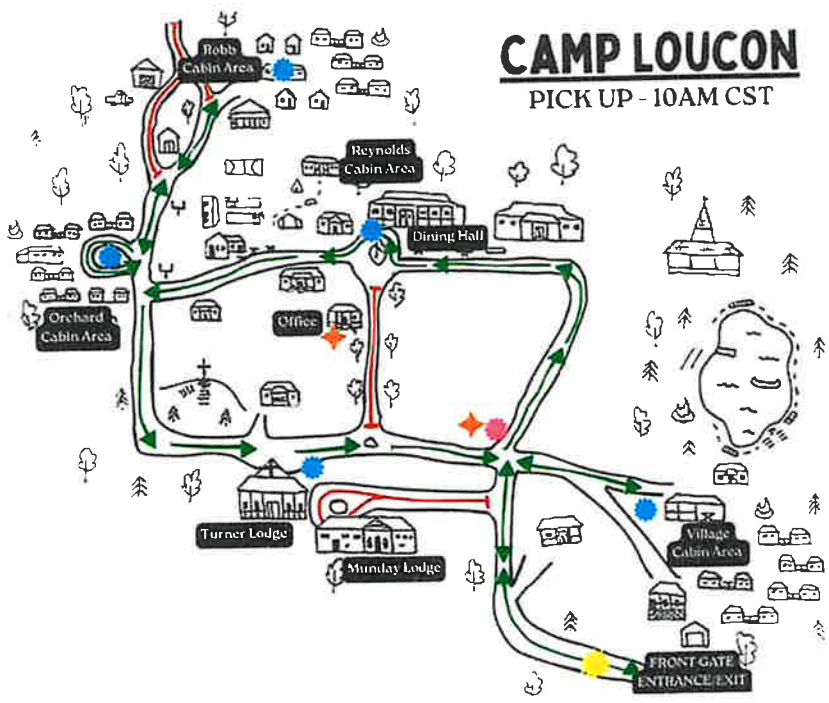 CAMP LOUCON
PICK UP - 10AM CST
Robb
Cabin Area
Reynolds
Cabin Area
Dining Hall
Orchard
Cabin Area
Office
Turner Lodge
Munday Lodge
Village
Cabin Area
FRONT GATE
ENTRANCE/EXIT